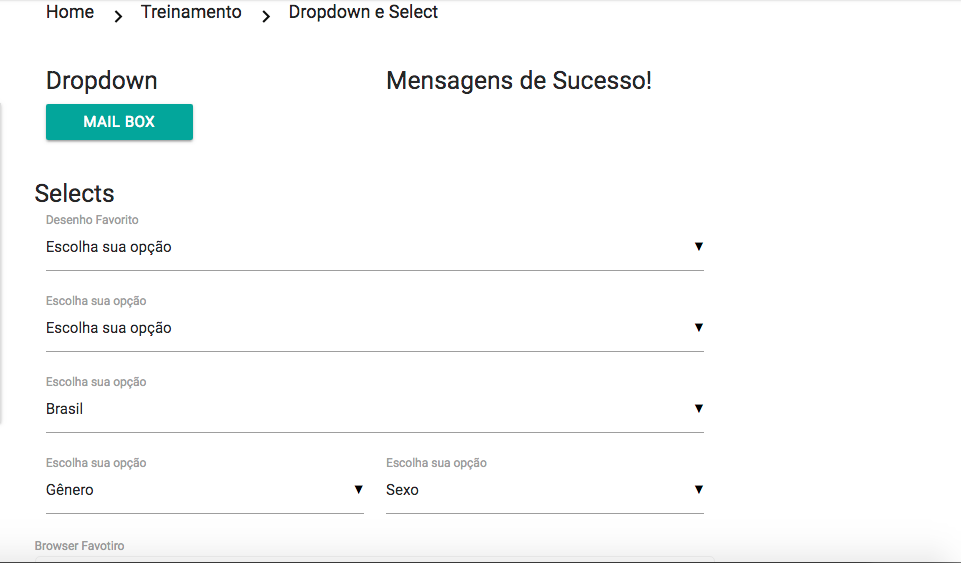 Home > Treinamento > Dropdown e Select
Dropdown
MAIL BOX
Mensagens de Sucesso!
Selects
Desenho Favorito
Escolha sua opção
Escolha sua opção
Escolha sua opção
Escolha sua opção
Brasil
Escolha sua opção
Gênero
Escolha sua opção
Sexo
Browser Favotiro